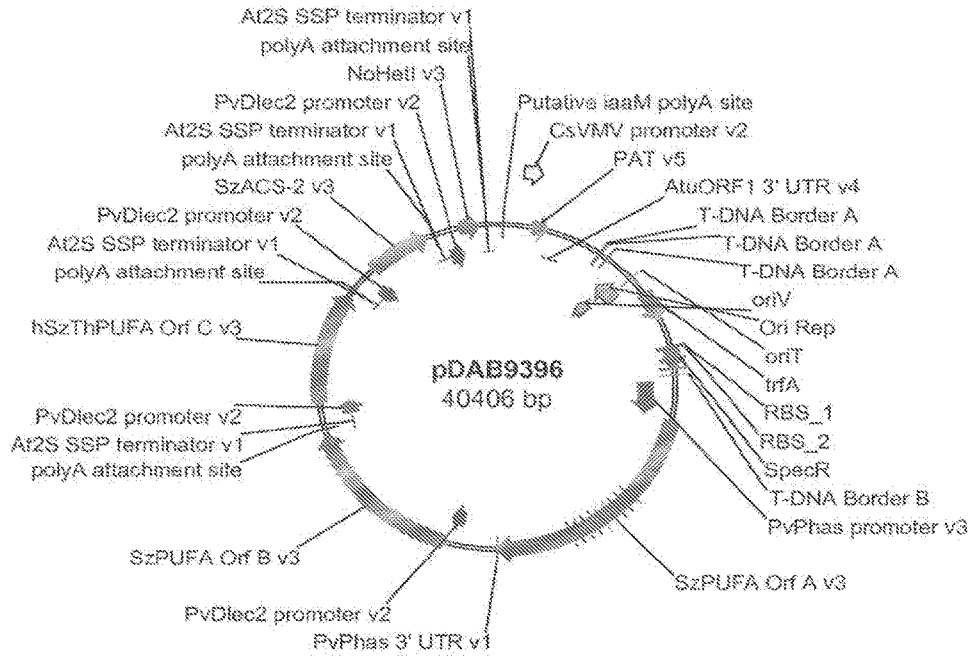 At2S SSP terminator v1
polyA attachment site
NoHetI v3
PvDlec2 promoter v2
At2S SSP terminator v1
polyA attachment site
SzACS-2 v3
PvDlec2 promoter v2
At2S SSP terminator v1
polyA attachment site
hSzThPUFA Orf C v3
PvDlec2 promoter v2
At2S SSP terminator v1
polyA attachment site
SzPUFA Orf B v3
PvDlec2 promoter v2
PvPhas 3' UTR v1
pDAB9396
40406 bp
Putative iaaM polyA site
CsVMV promoter v2
PAT v5
AtuORF1 3' UTR v4
T-DNA Border A
T-DNA Border A
T-DNA Border A
oriV
Ori Rep
oriT
trfA
RBS_1
RBS_2
SpecR
T-DNA Border B
PvPhas promoter v3
SzPUFA Orf A v3